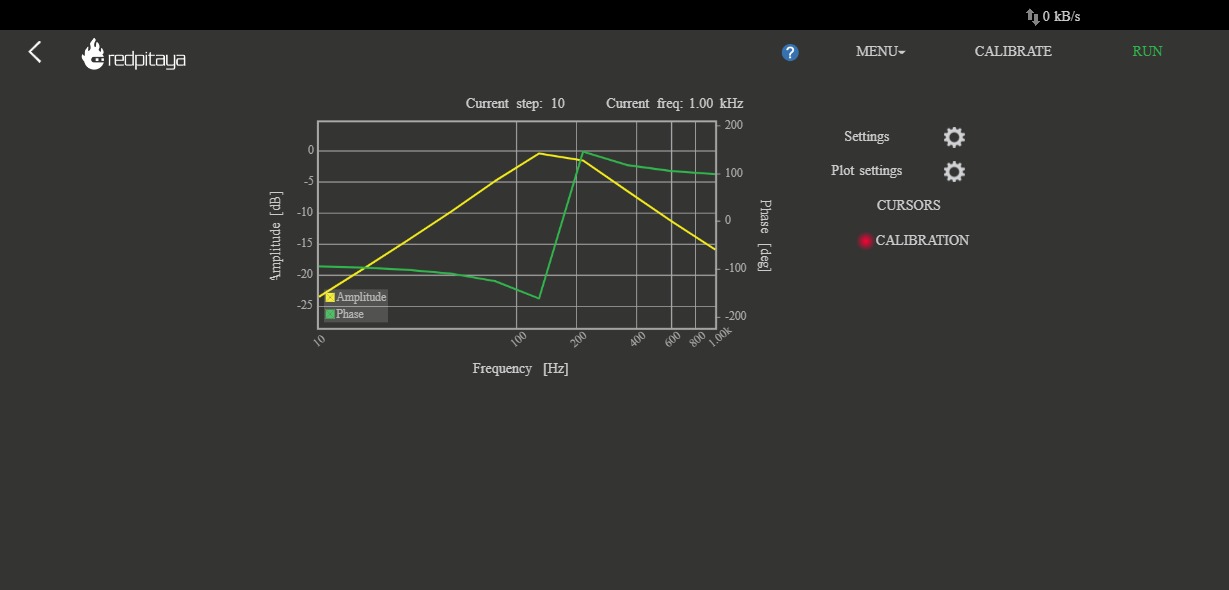 0 kB/s
redpitaya
?
MENU
CALIBRATE
RUN
Current step: 10
Current freq: 1.00 kHz
Settings
Plot settings
CURSORS
CALIBRATION
Amplitude [dB]
0
-5
-10
-15
-20
-25
200
100
0
-100
-200
Phase [deg]
Amplitude
Phase
10
100
200
400
600
800
1.00k
Frequency [Hz]